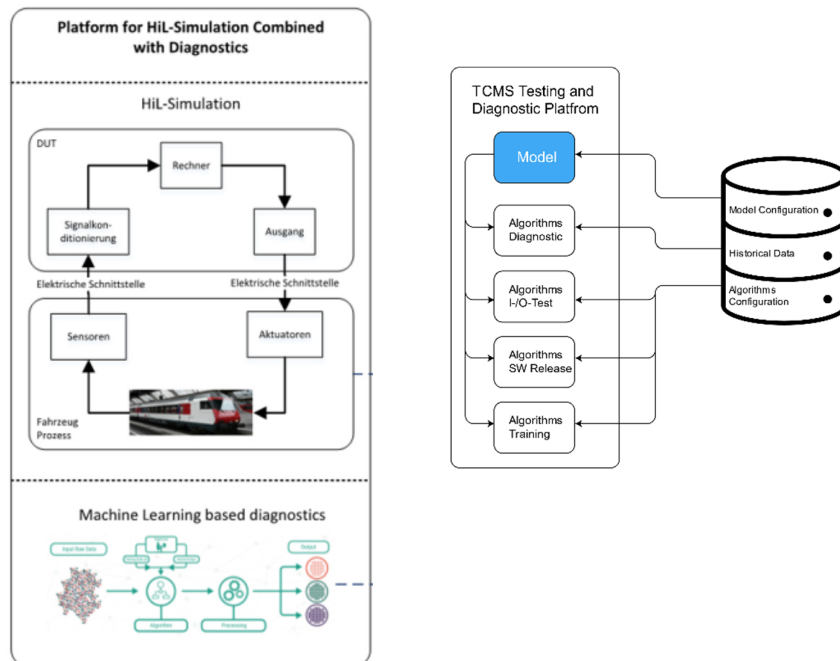 Platform for HiL-Simulation Combined
with Diagnostics
HiL-Simulation
DUT
Rechner
Signalkon-
ditionierung
Ausgang
Elektrische Schnittstelle
Elektrische Schnittstelle
Sensoren
Aktuatoren
Fahrzeug
Prozess
Machine Learning based diagnostics
Input Raw Data
Output
Algorithm
Processing
TCMS Testing and
Diagnostic Platfrom
Model
Algorithms
Diagnostic
Algorithms
I-/O-Test
Algorithms
SW Release
Algorithms
Training
Model Configuration
Historical Data
Algorithms
Configuration